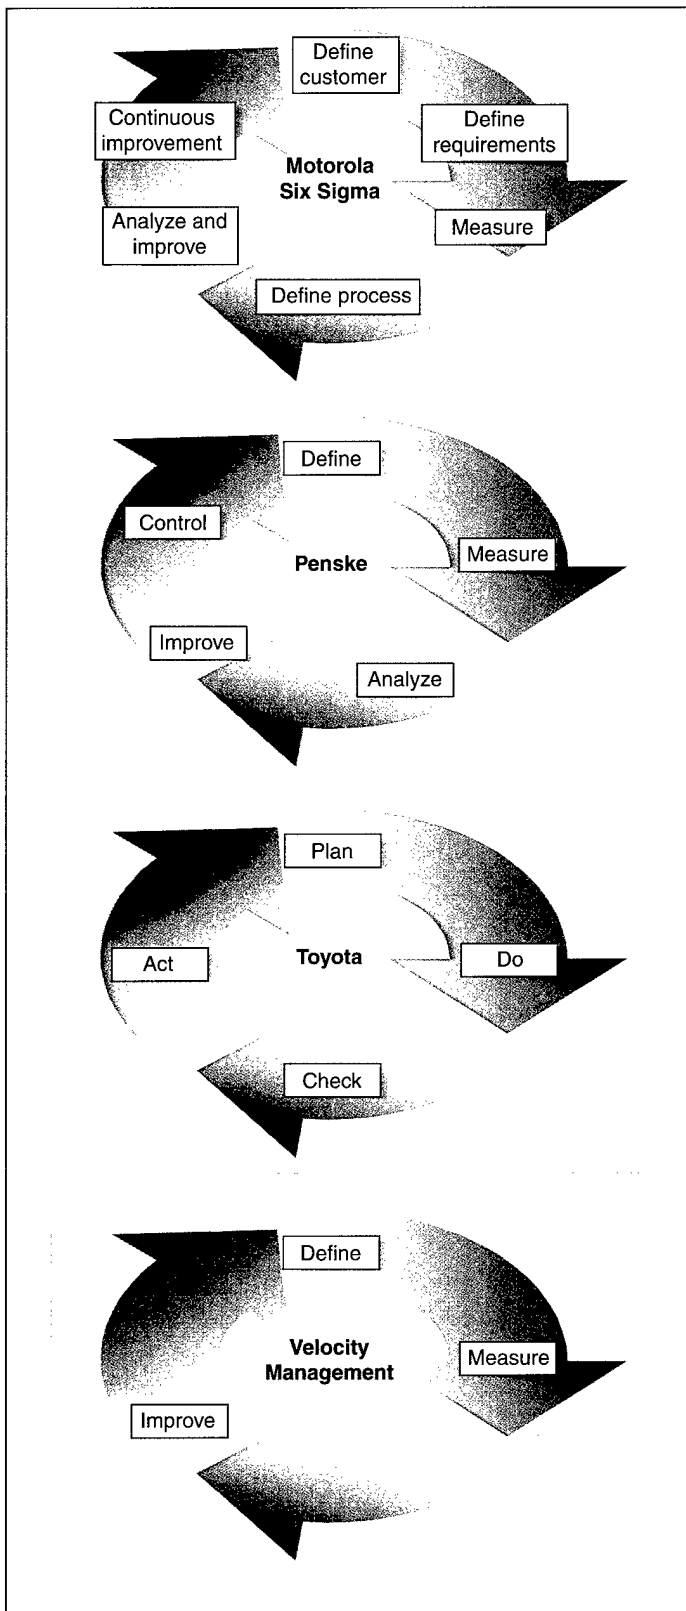 Define
customer
Continuous
improvement
Define
requirements
Motorola
Six Sigma
Analyze and
improve
Measure
Define process
Define
Control
Measure
Penske
Improve
Analyze
Plan
Act
Toyota
Do
Check
Define
Velocity
Management
Measure
Improve